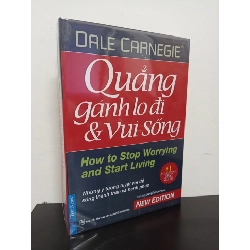 DALE CARNEGIE
Quẳng
gánh lo đi
& Vui Sống
How to Stop Worrying
and Start Living
NEW EDITION